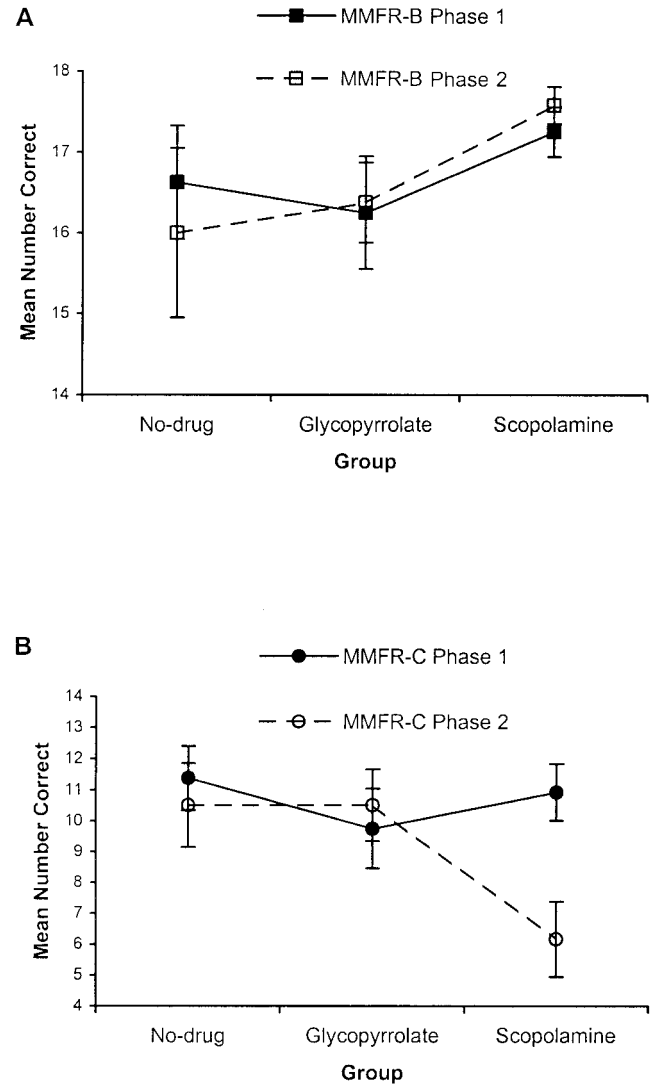 A
MMFR-B Phase 1
MMFR-B Phase 2
18
17
16
15
14
Mean Number Correct
No-drug Glycopyrrolate Scopolamine
Group
B
MMFR-C Phase 1
MMFR-C Phase 2
14
13
12
11
10
9
8
7
6
5
4
Mean Number Correct
No-drug Glycopyrrolate Scopolamine
Group